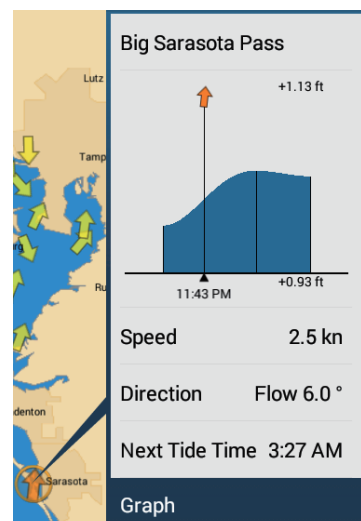 Big Sarasota Pass
Lutz
+1.13 ft
Tamp
rg
Ru
+0.93 ft
11:43 PM
Speed 2.5 kn
Direction Flow 6.0 °
denton
Next Tide Time 3:27 AM
Sarasota
Graph